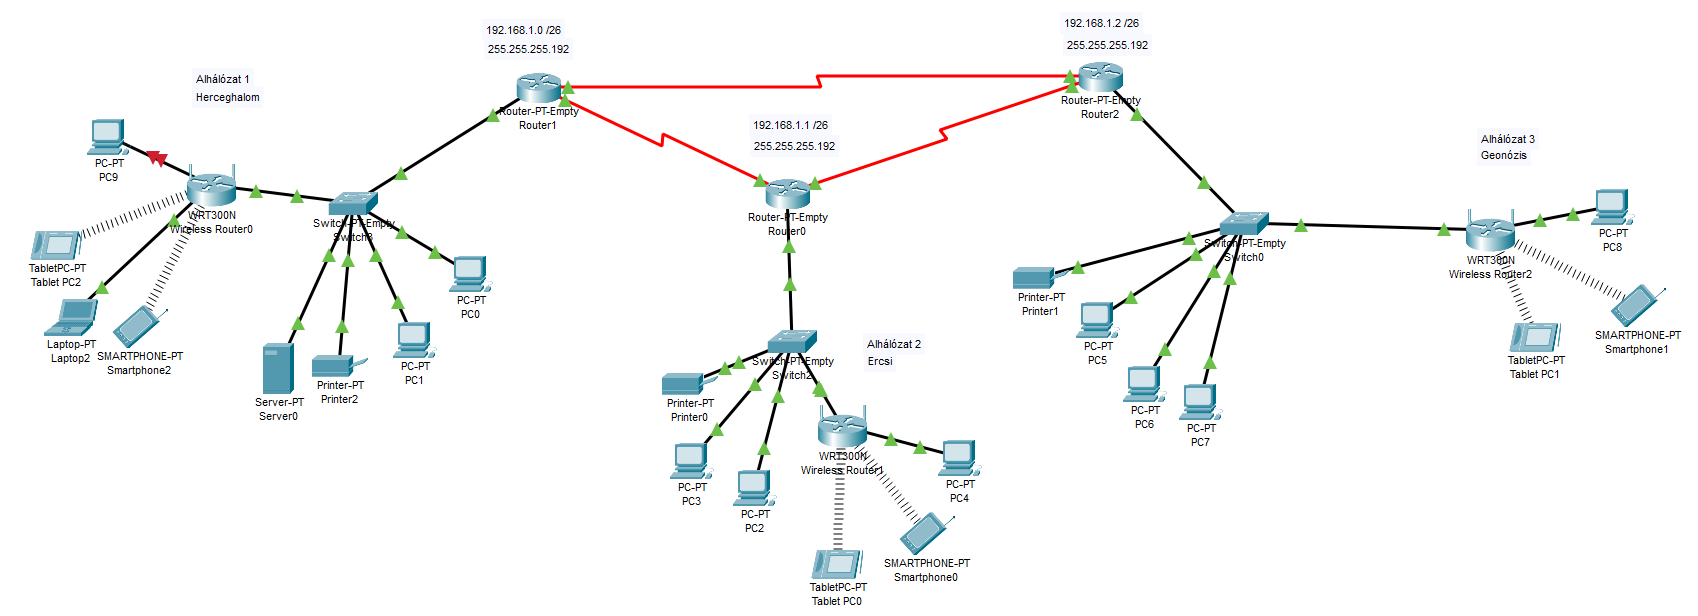 192.168.1.0 /26
255.255.255.192
192.168.1.2 /26
255.255.255.192
Alhálózat 1
Herceghalom
Router-PT-Empty
Router1
Router-PT-Empty
Router2
192.168.1.1 /26
255.255.255.192
Alhálózat 3
Geonózis
PC-PT
PC9
WRT300N
Wireless Router0
Switch-PT-Empty
Switch3
Router-PT-Empty
Router0
Switch-PT-Empty
Switch0
WRT300N
Wireless Router2
PC-PT
PC8
TabletPC-PT
Tablet PC2
PC-PT
PC0
Printer-PT
Printer1
Laptop-PT
Laptop2
SMARTPHONE-PT
Smartphone2
PC-PT
PC1
Server-PT
Server0
Printer-PT
Printer2
Alhálózat 2
Ercsi
Switch-PT-Empty
Switch2
PC-PT
PC5
SMARTPHONE-PT
Smartphone1
TabletPC-PT
Tablet PC1
Printer-PT
Printer0
PC-PT
PC6
PC-PT
PC7
WRT300N
Wireless Router1
PC-PT
PC3
PC-PT
PC2
PC-PT
PC4
SMARTPHONE-PT
Smartphone0
TabletPC-PT
Tablet PC0